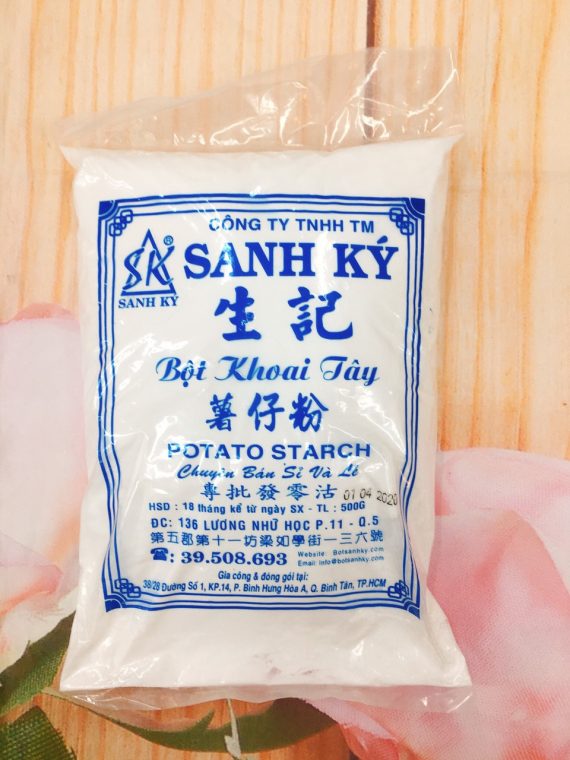 CÔNG TY TNHH TM
SK®
SANH KÝ
SANH KÝ
生記
Bột Khoai Tây
薯仔粉
POTATO STARCH
Chuyên Bán Sỉ Và Lẻ
專批發零沽
01 04 2020
HSD : 18 tháng kể từ ngày SX - TL : 500G
ĐC: 136 LƯƠNG NHỮ HỌC P.11 - Q.5
第五郡第十一坊梁如學街一三六號
☎: 39.508.693
Website: Botsanhky.com
Email: info@botsanhky.com
Gia công & đóng gói tại:
38/28 Đường Số 1, KP.14, P. Bình Hưng Hòa A, Q. Bình Tân, TP.HCM